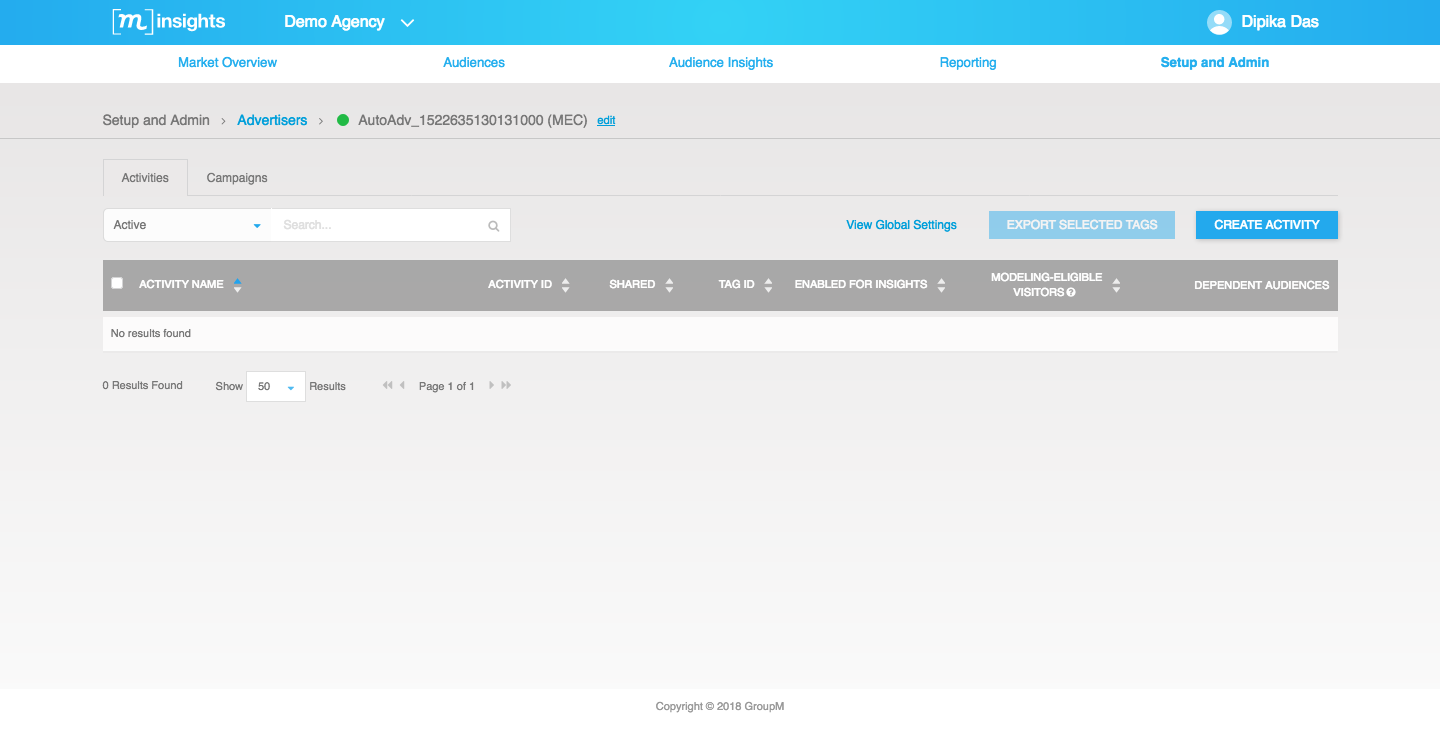 [m] insights Demo Agency Dipika Das
Market Overview Audiences Audience Insights Reporting Setup and Admin
Setup and Admin › Advertisers › AutoAdv_1522635130131000 (MEC) edit
Activities Campaigns
Active Search... View Global Settings EXPORT SELECTED TAGS CREATE ACTIVITY
ACTIVITY NAME ACTIVITY ID SHARED TAG ID ENABLED FOR INSIGHTS MODELING-ELIGIBLE
VISITORS DEPENDENT AUDIENCES
No results found
0 Results Found Show 50 Results Page 1 of 1
Copyright © 2018 GroupM